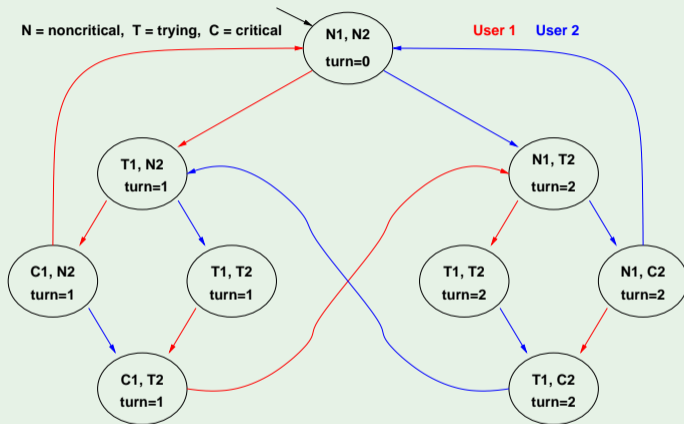 N = noncritical, T = trying, C = critical
N1, N2
turn=0
User 1 User 2
T1, N2
turn=1
N1, T2
turn=2
C1, N2
turn=1
T1, T2
turn=1
T1, T2
turn=2
N1, C2
turn=2
C1, T2
turn=1
T1, C2
turn=2